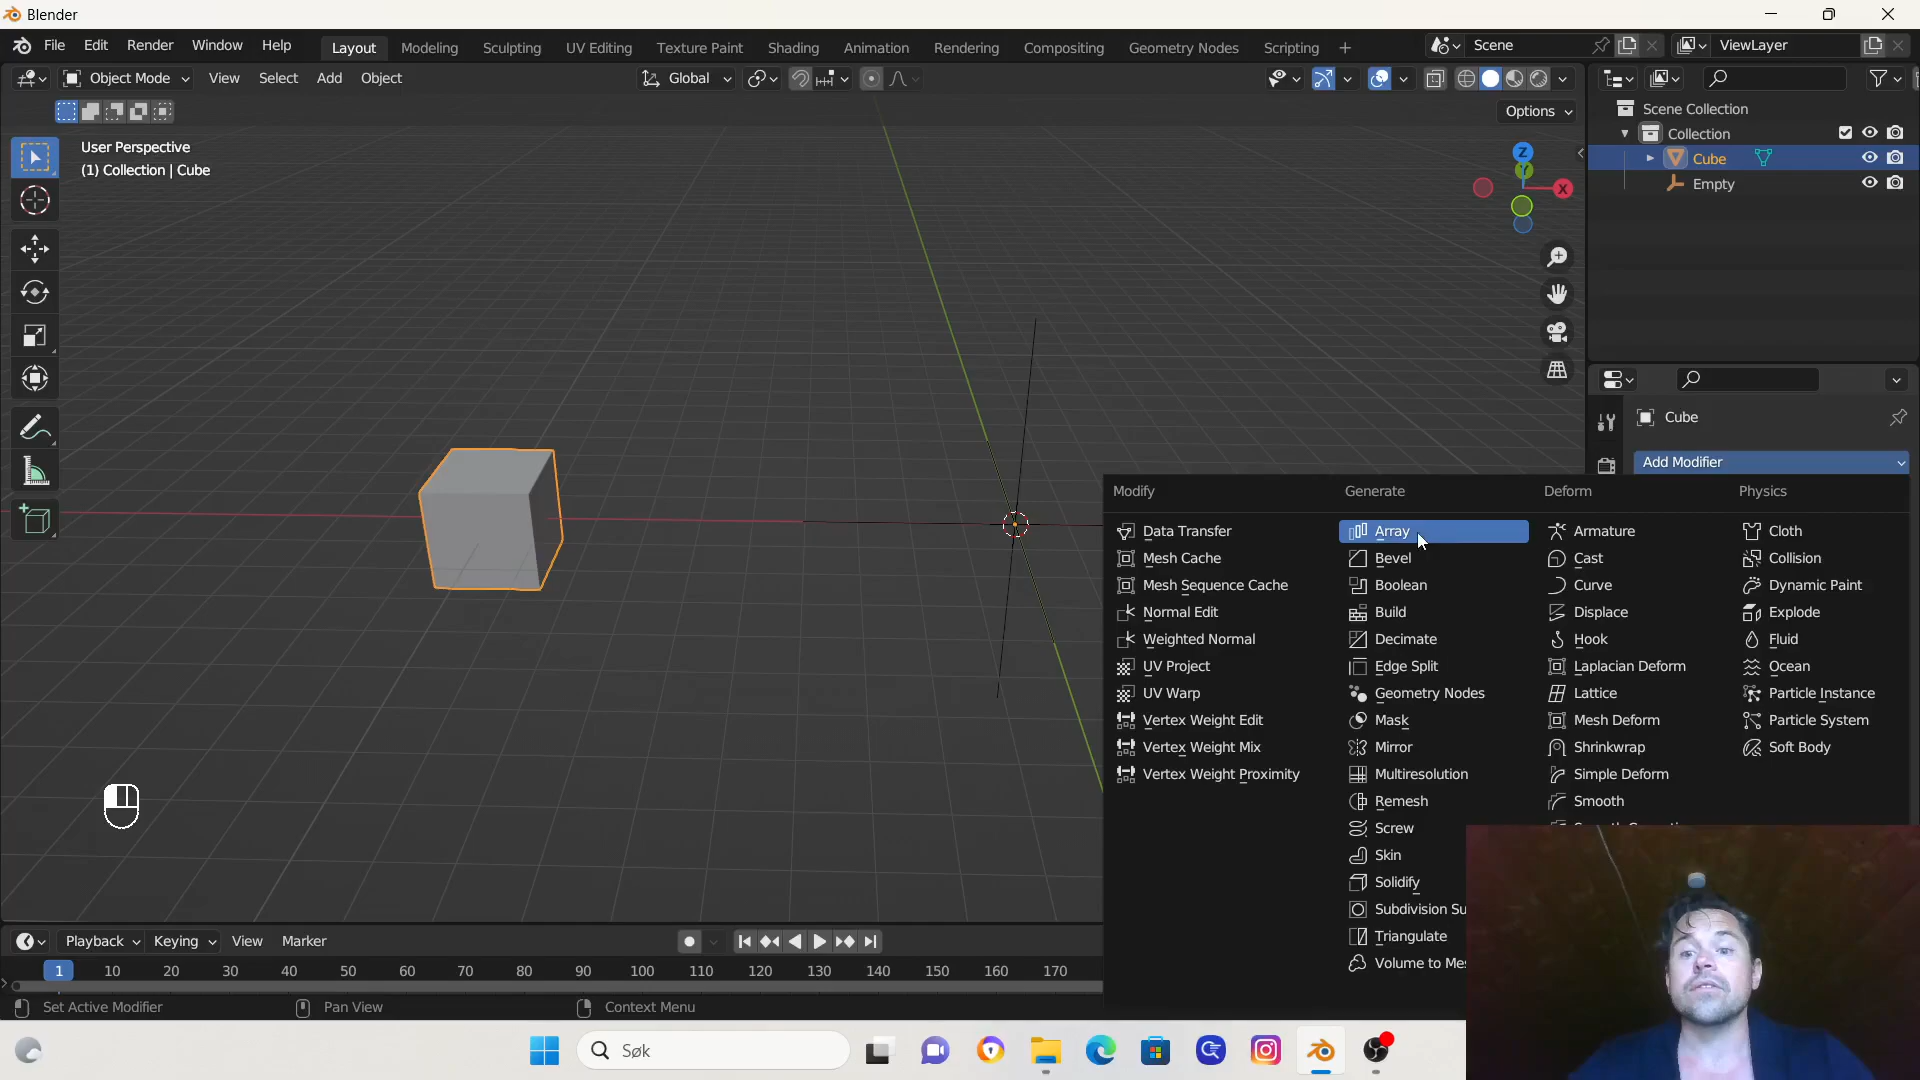 Blender
File Edit Render Window Help
Layout Modeling Sculpting UV Editing Texture Paint Shading Animation Rendering Compositing Geometry Nodes Scripting +
Scene
ViewLayer
Object Mode View Select Add Object
Global
Options
User Perspective
(1) Collection | Cube
Z
Y
X
Scene Collection
Collection
Cube
Empty
Cube
Add Modifier
Modify
Data Transfer
Mesh Cache
Mesh Sequence Cache
Normal Edit
Weighted Normal
UV Project
UV Warp
Vertex Weight Edit
Vertex Weight Mix
Vertex Weight Proximity
Generate
Array
Bevel
Boolean
Build
Decimate
Edge Split
Geometry Nodes
Mask
Mirror
Multiresolution
Remesh
Screw
Skin
Solidify
Subdivision Su
Triangulate
Volume to Mes
Deform
Armature
Cast
Curve
Displace
Hook
Laplacian Deform
Lattice
Mesh Deform
Shrinkwrap
Simple Deform
Smooth
Physics
Cloth
Collision
Dynamic Paint
Explode
Fluid
Ocean
Particle Instance
Particle System
Soft Body
Playback Keying View Marker
1 10 20 30 40 50 60 70 80 90 100 110 120 130 140 150 160 170
Set Active Modifier Pan View Context Menu
Søk